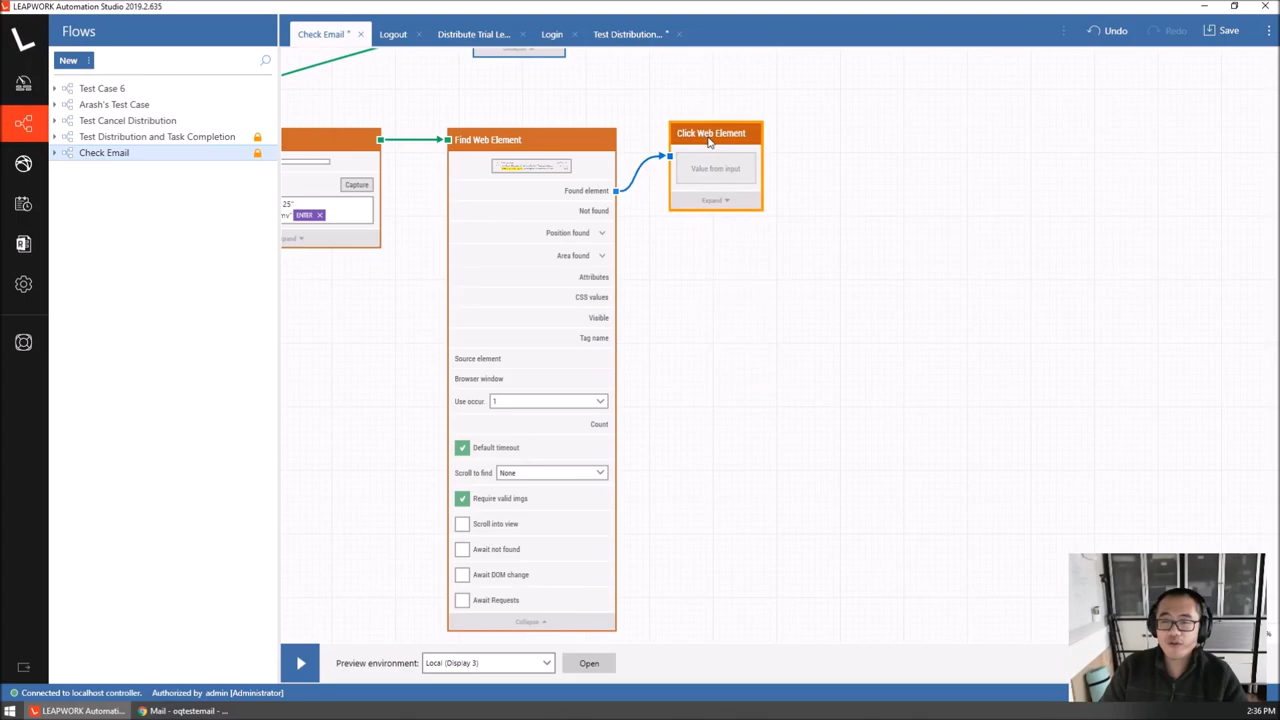 LEAPWORK Automation Studio 2019.2.635
Flows
Check Email *
Logout
Distribute Trial Le...
Login
Test Distribution... *
Undo
Redo
Save
New
Test Case 6
Arash's Test Case
Test Cancel Distribution
Test Distribution and Task Completion
Check Email
Capture
25"
mv"
ENTER
Find Web Element
Found element
Not found
Position found
Area found
Attributes
CSS values
Visible
Tag name
Source element
Browser window
Use occur. 1
Count
Default timeout
Scroll to find None
Require valid imgs
Scroll into view
Await not found
Await DOM change
Await Requests
Collapse
Click Web Element
Value from input
Expand
Preview environment: Local (Display 3) Open
Connected to localhost controller. Authorized by admin [Administrator]
LEAPWORK Automati...
Mail - oqtestemail - ...
2:36 PM